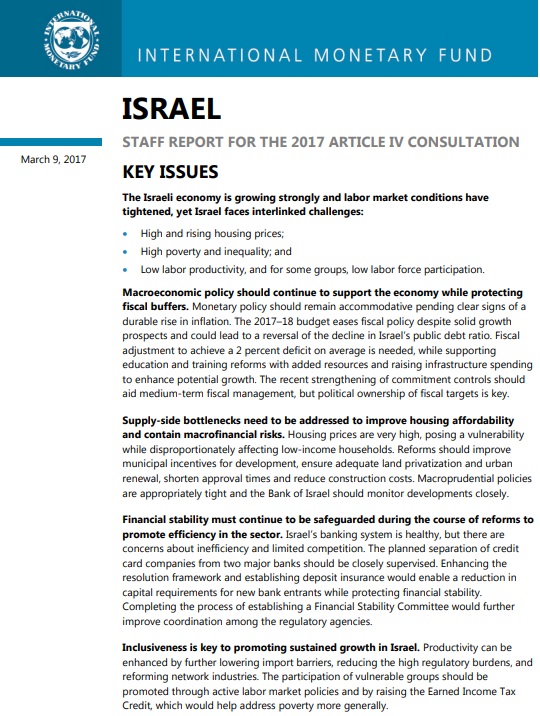 INTERNATIONAL MONETARY FUND
INTERNATIONAL MONETARY FUND
ISRAEL
STAFF REPORT FOR THE 2017 ARTICLE IV CONSULTATION
March 9, 2017
KEY ISSUES
The Israeli economy is growing strongly and labor market conditions have
tightened, yet Israel faces interlinked challenges:
• High and rising housing prices;
• High poverty and inequality; and
• Low labor productivity, and for some groups, low labor force participation.
Macroeconomic policy should continue to support the economy while protecting
fiscal buffers. Monetary policy should remain accommodative pending clear signs of a
durable rise in inflation. The 2017–18 budget eases fiscal policy despite solid growth
prospects and could lead to a reversal of the decline in Israel’s public debt ratio. Fiscal
adjustment to achieve a 2 percent deficit on average is needed, while supporting
education and training reforms with added resources and raising infrastructure spending
to enhance potential growth. The recent strengthening of commitment controls should
aid medium-term fiscal management, but political ownership of fiscal targets is key.
Supply-side bottlenecks need to be addressed to improve housing affordability
and contain macrofinancial risks. Housing prices are very high, posing a vulnerability
while disproportionately affecting low-income households. Reforms should improve
municipal incentives for development, ensure adequate land privatization and urban
renewal, shorten approval times and reduce construction costs. Macroprudential policies
are appropriately tight and the Bank of Israel should monitor developments closely.
Financial stability must continue to be safeguarded during the course of reforms to
promote efficiency in the sector. Israel’s banking system is healthy, but there are
concerns about inefficiency and limited competition. The planned separation of credit
card companies from two major banks should be closely supervised. Enhancing the
resolution framework and establishing deposit insurance would enable a reduction in
capital requirements for new bank entrants while protecting financial stability.
Completing the process of establishing a Financial Stability Committee would further
improve coordination among the regulatory agencies.
Inclusiveness is key to promoting sustained growth in Israel. Productivity can be
enhanced by further lowering import barriers, reducing the high regulatory burdens, and
reforming network industries. The participation of vulnerable groups should be
promoted through active labor market policies and by raising the Earned Income Tax
Credit, which would help address poverty more generally.